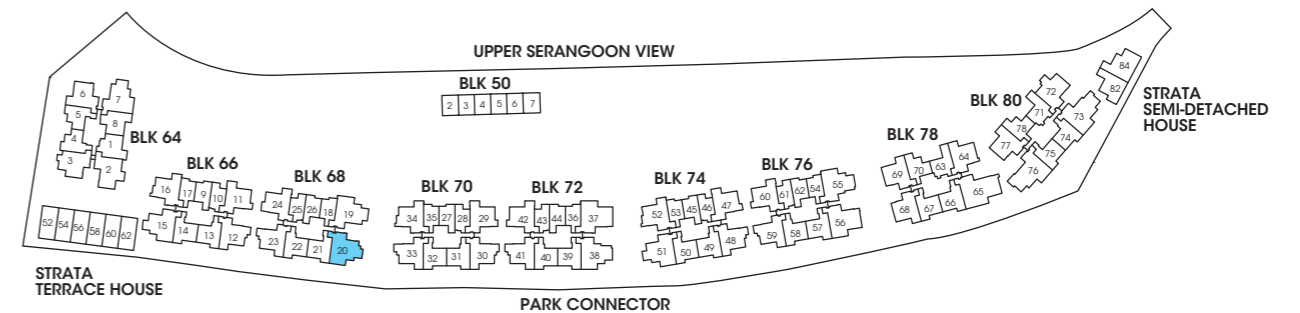 UPPER SERANGOON VIEW
BLK 50
2 3 4 5 6 7
BLK 64
6 7
5 8
4 1
3 2
BLK 66
16 17 9 10 11
15 14 13 12
BLK 68
24 25 26 18 19
23 22 21 20
BLK 70
34 35 27 28 29
33 32 31 30
BLK 72
42 43 44 36 37
41 40 39 38
BLK 74
52 53 45 46 47
51 50 49 48
BLK 76
60 61 62 54 55
59 58 57 56
BLK 78
69 70 63 64
68 67 66 65
BLK 80
72
71 73
78 74
77 75
76
84
82
STRATA
SEMI-DETACHED
HOUSE
52 54 56 58 60 62
STRATA
TERRACE HOUSE
PARK CONNECTOR